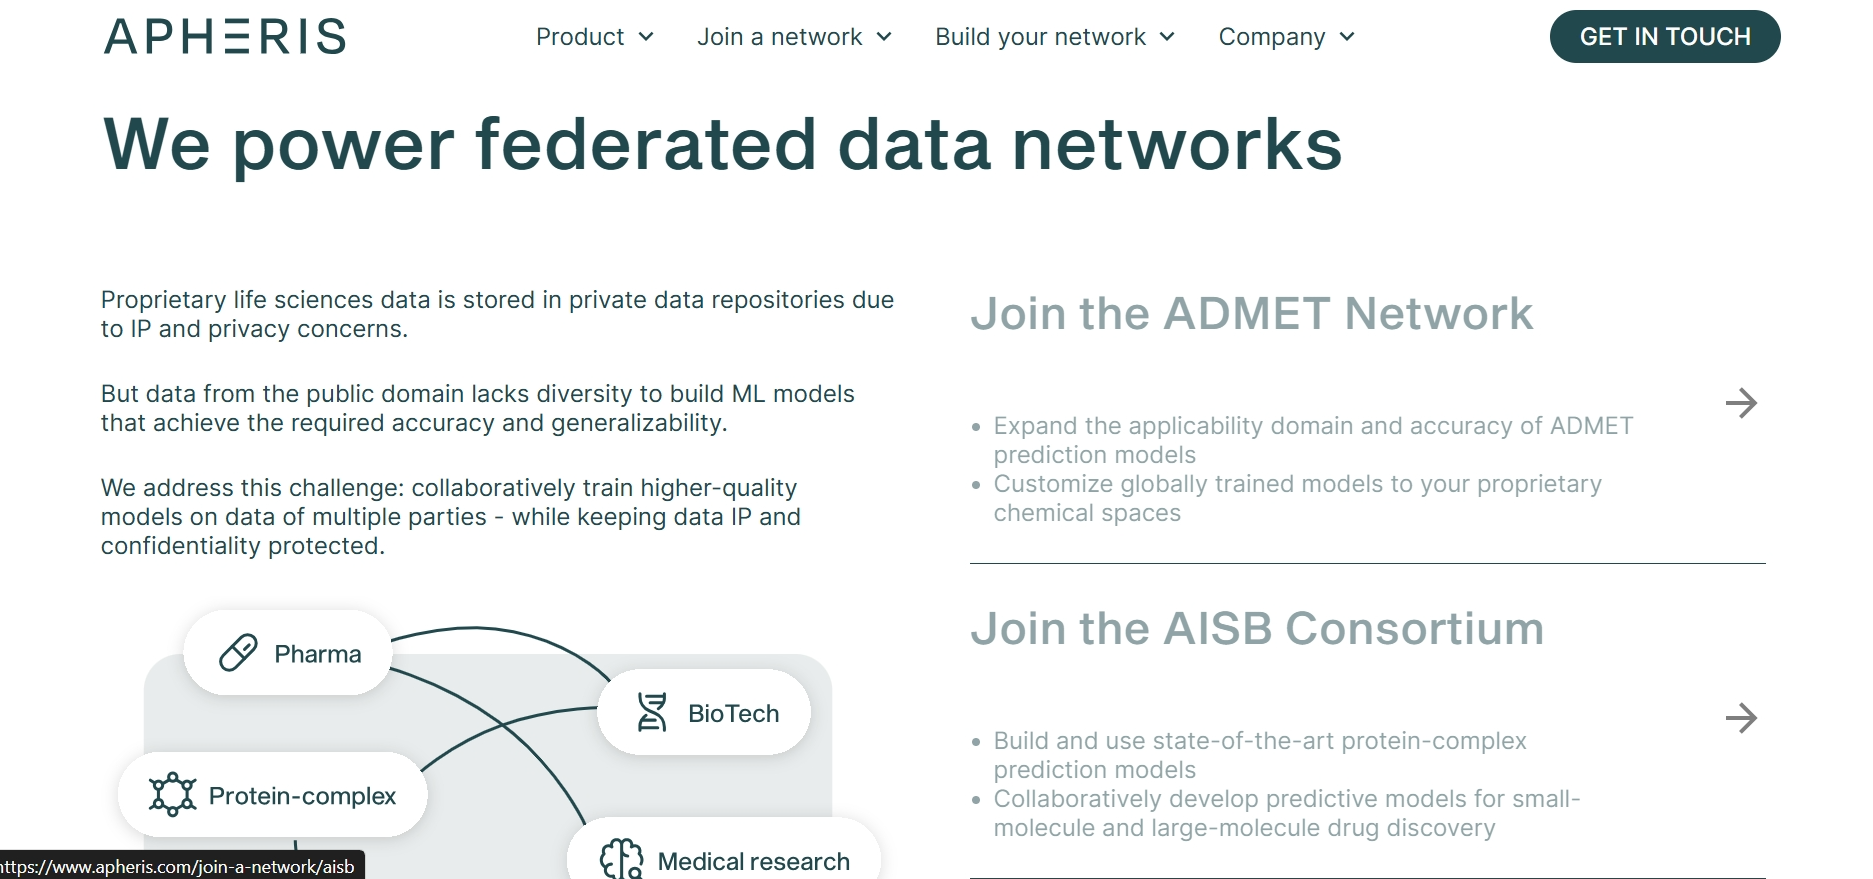 APHERIS
Product
Join a network
Build your network
Company
GET IN TOUCH
We power federated data networks
Proprietary life sciences data is stored in private data repositories due
to IP and privacy concerns.
But data from the public domain lacks diversity to build ML models
that achieve the required accuracy and generalizability.
We address this challenge: collaboratively train higher-quality
models on data of multiple parties - while keeping data IP and
confidentiality protected.
Pharma
BioTech
Protein-complex
Medical research
Join the ADMET Network
• Expand the applicability domain and accuracy of ADMET
prediction models
• Customize globally trained models to your proprietary
chemical spaces
Join the AISB Consortium
• Build and use state-of-the-art protein-complex
prediction models
• Collaboratively develop predictive models for small-
molecule and large-molecule drug discovery
https://www.apheris.com/join-a-network/aisb